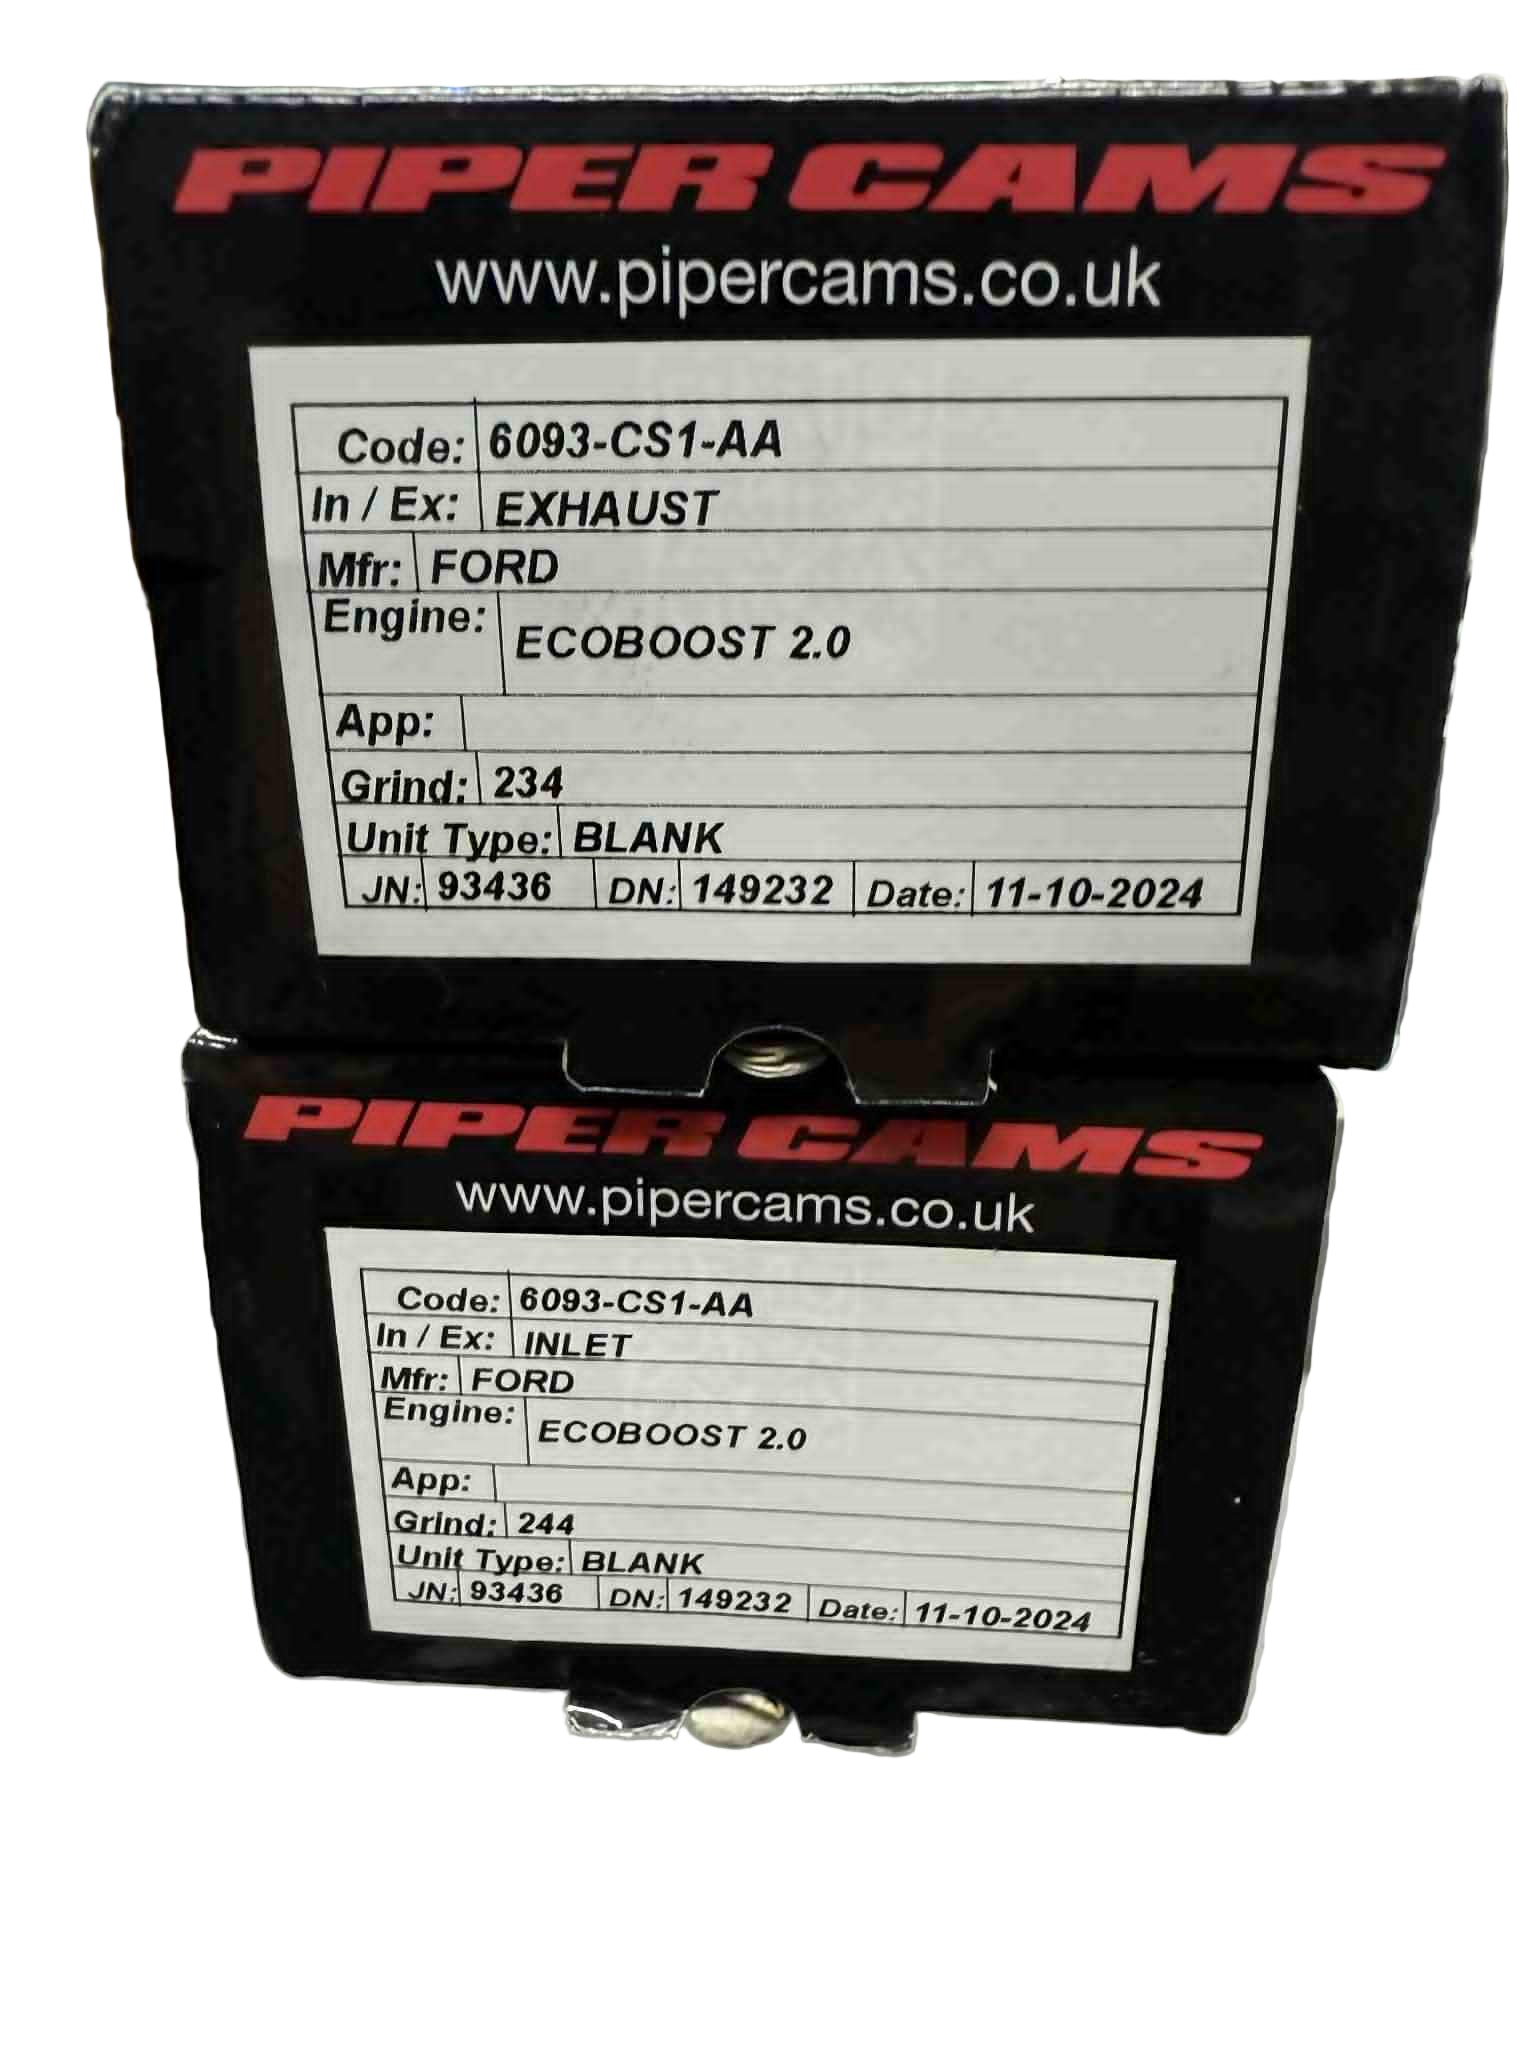 PIPER CAMS
www.pipercams.co.uk
Code: 6093-CS1-AA
In / Ex: EXHAUST
Mfr: FORD
Engine: ECOBOOST 2.0
App:
Grind: 234
Unit Type: BLANK
JN: 93436 DN: 149232 Date: 11-10-2024
PIPER CAMS
www.pipercams.co.uk
Code: 6093-CS1-AA
In / Ex: INLET
Mfr: FORD
Engine: ECOBOOST 2.0
App:
Grind: 244
Unit Type: BLANK
JN: 93436 DN: 149232 Date: 11-10-2024